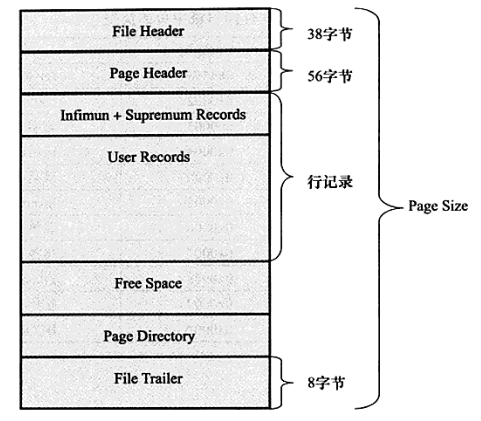 File Header
38字节
Page Header
56字节
Infimun + Supremum Records
User Records
行记录
Page Size
Free Space
Page Directory
File Trailer
8字节